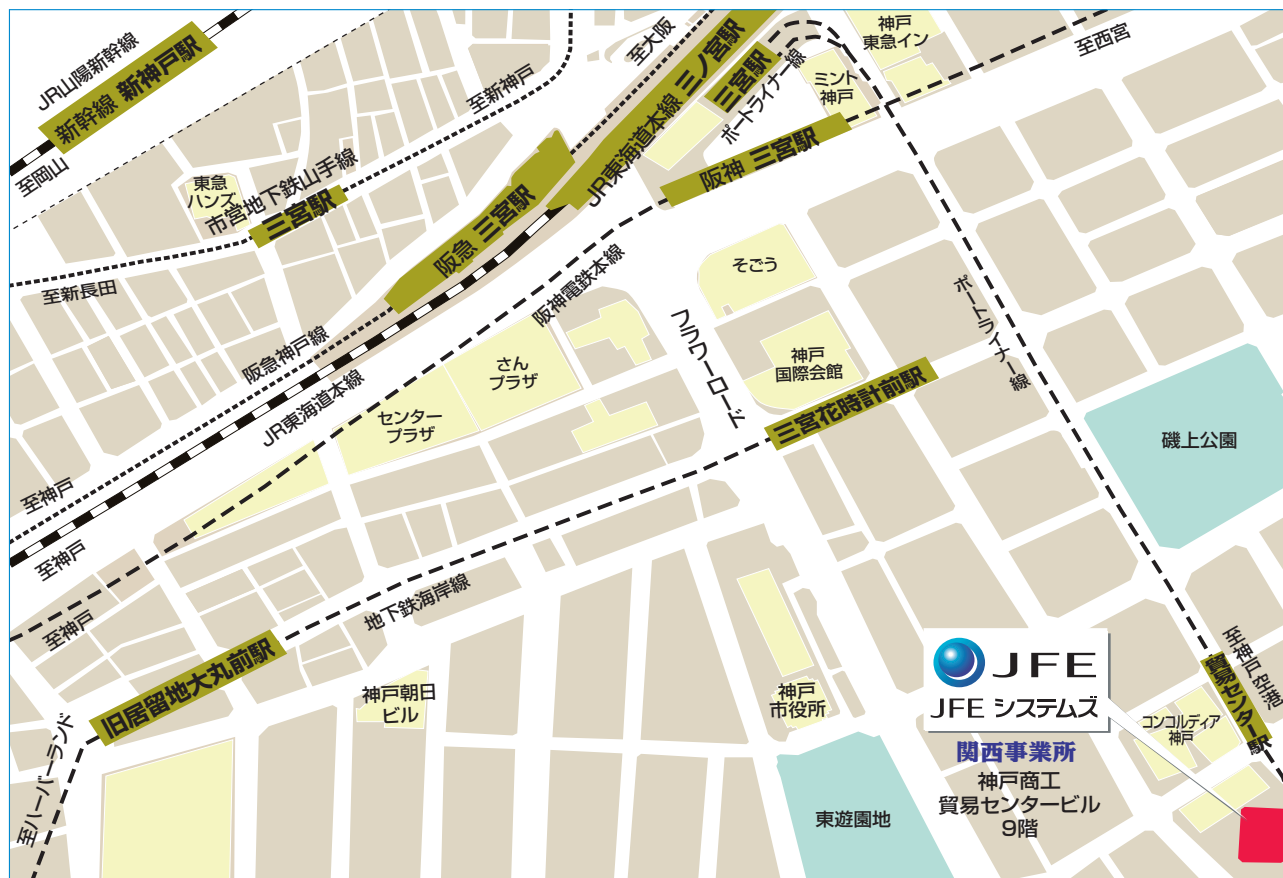 JR山陽新幹線
新幹線 新神戸駅
至岡山
至新神戸
至大阪
JR東海道本線 三ノ宮駅
三宮駅
ポートライナー線
神戸
東急イン
ミント
神戸
至西宮
東急
ハンズ
市営地下鉄山手線
三宮駅
阪急 三宮駅
阪神 三宮駅
至新長田
阪急神戸線
JR東海道本線
阪神電鉄本線
そごう
フラワーロード
神戸
国際会館
ポートライナー線
さん
プラザ
センター
プラザ
三宮花時計前駅
磯上公園
至神戸
至神戸
至神戸
地下鉄海岸線
旧居留地大丸前駅
至ハーバーランド
神戸朝日
ビル
神戸
市役所
東遊園地
JFE
JFE システムズ
関西事業所
神戸商工
貿易センタービル
9階
至神戸空港
貿易センター駅
コンコルディア
神戸